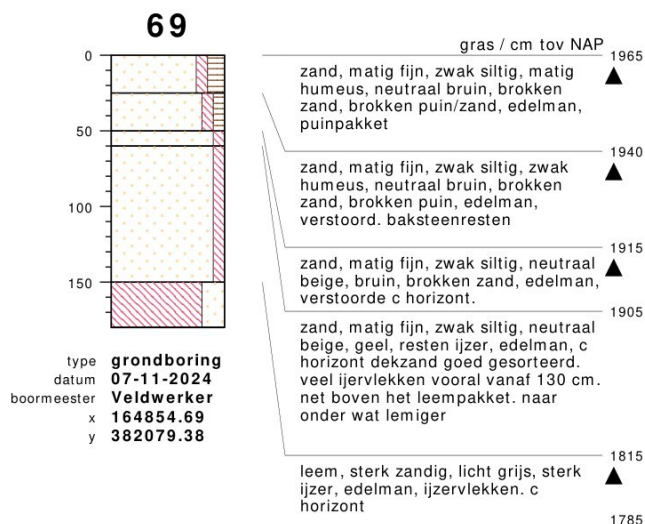 69
gras / cm tov NAP
0
50
100
150
1965
zand, matig fijn, zwak siltig, matig
humeus, neutraal bruin, brokken
zand, brokken puin/zand, edelman,
puinpakket
1940
zand, matig fijn, zwak siltig, zwak
humeus, neutraal bruin, brokken
zand, brokken puin, edelman,
verstoord. baksteenresten
1915
zand, matig fijn, zwak siltig, neutraal
beige, bruin, brokken zand, edelman,
verstoorde c horizont.
1905
zand, matig fijn, zwak siltig, neutraal
beige, geel, resten ijzer, edelman, c
horizont dekzand goed gesorteerd.
veel ijervlekken vooral vanaf 130 cm.
net boven het leempakket. naar
onder wat lemiger
1815
leem, sterk zandig, licht grijs, sterk
ijzer, edelman, ijzervlekken. c
horizont
1785
type grondboring
datum 07-11-2024
boormeester Veldwerker
x 164854.69
y 382079.38